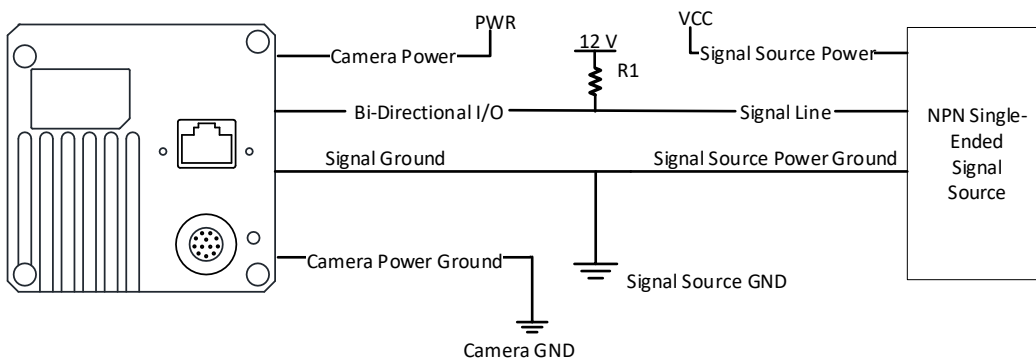 PWR
VCC
12 V
Camera Power
R1
Signal Source Power
Bi-Directional I/O
Signal Line
NPN Single-
Ended
Signal
Source
Signal Ground
Signal Source Power Ground
Camera Power Ground
Signal Source GND
Camera GND